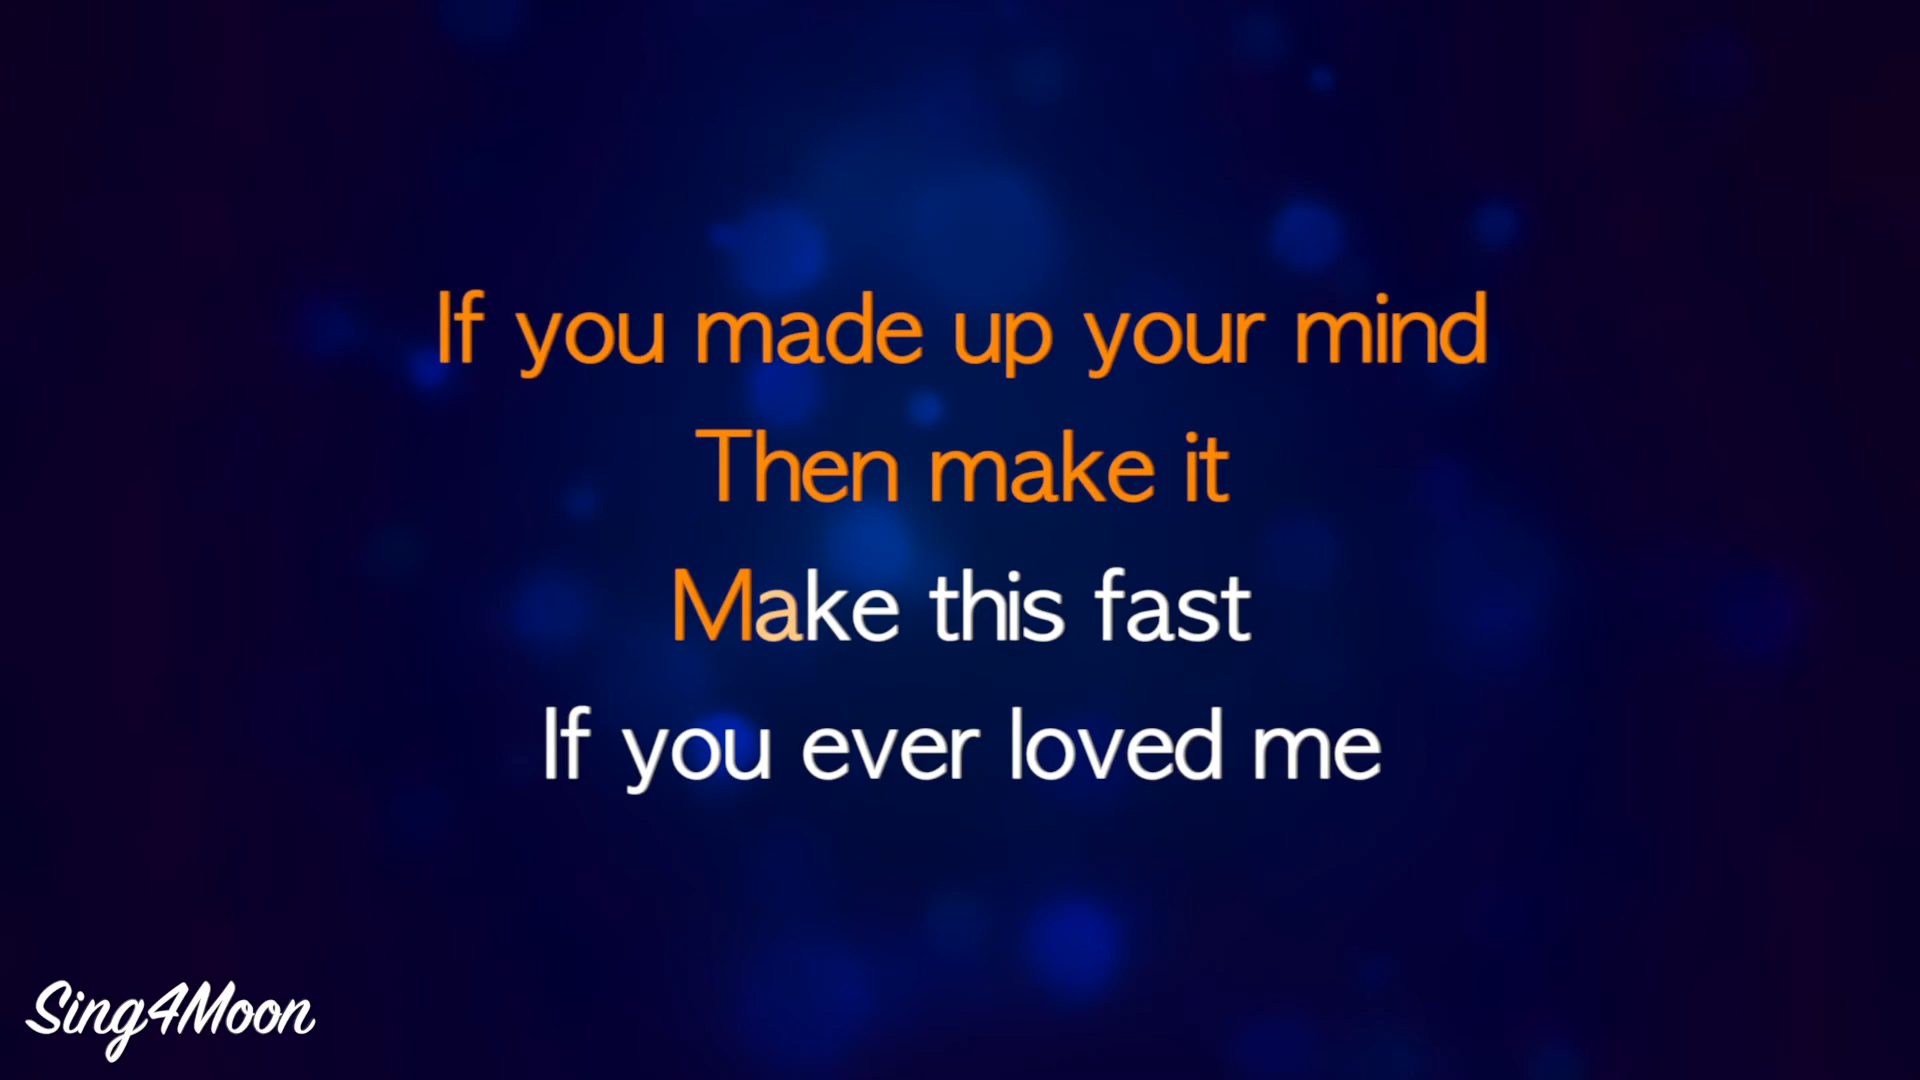 If you made up your mind
Then make it
Make this fast
If you ever loved me
Sing4Moon